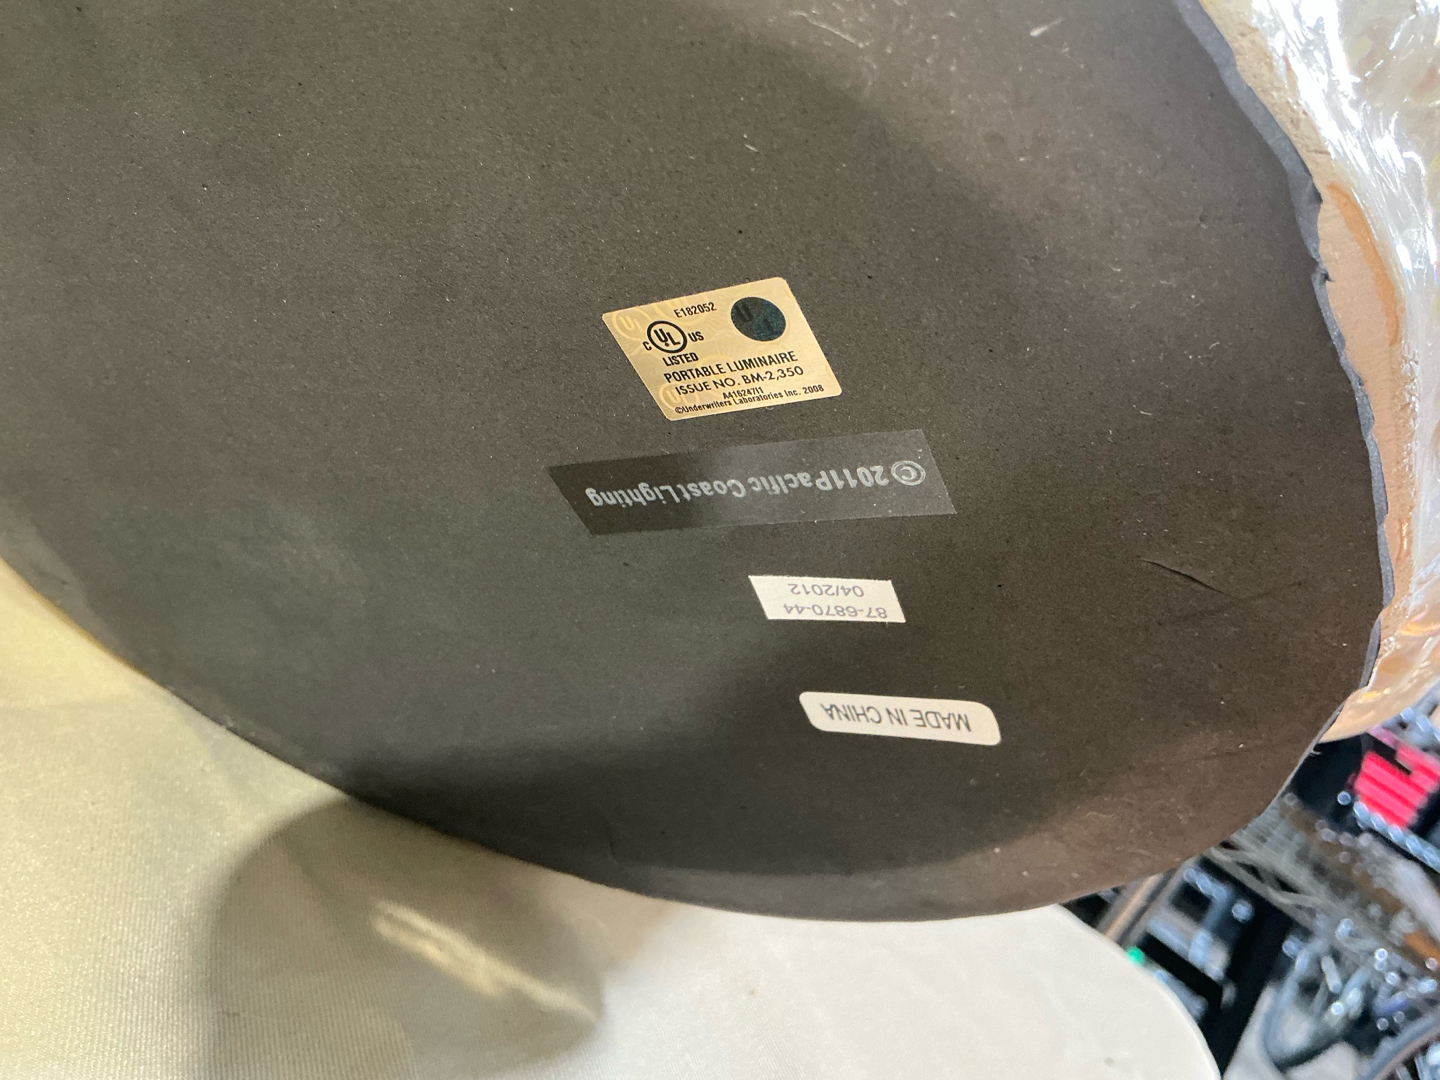 E182052
C UL US
LISTED
PORTABLE LUMINAIRE
ISSUE NO. BM-2,350
A4162471
©Underwriters Laboratories Inc. 2008
©2011Pacific Coast Lighting
87-6870-44
04/2012
MADE IN CHINA